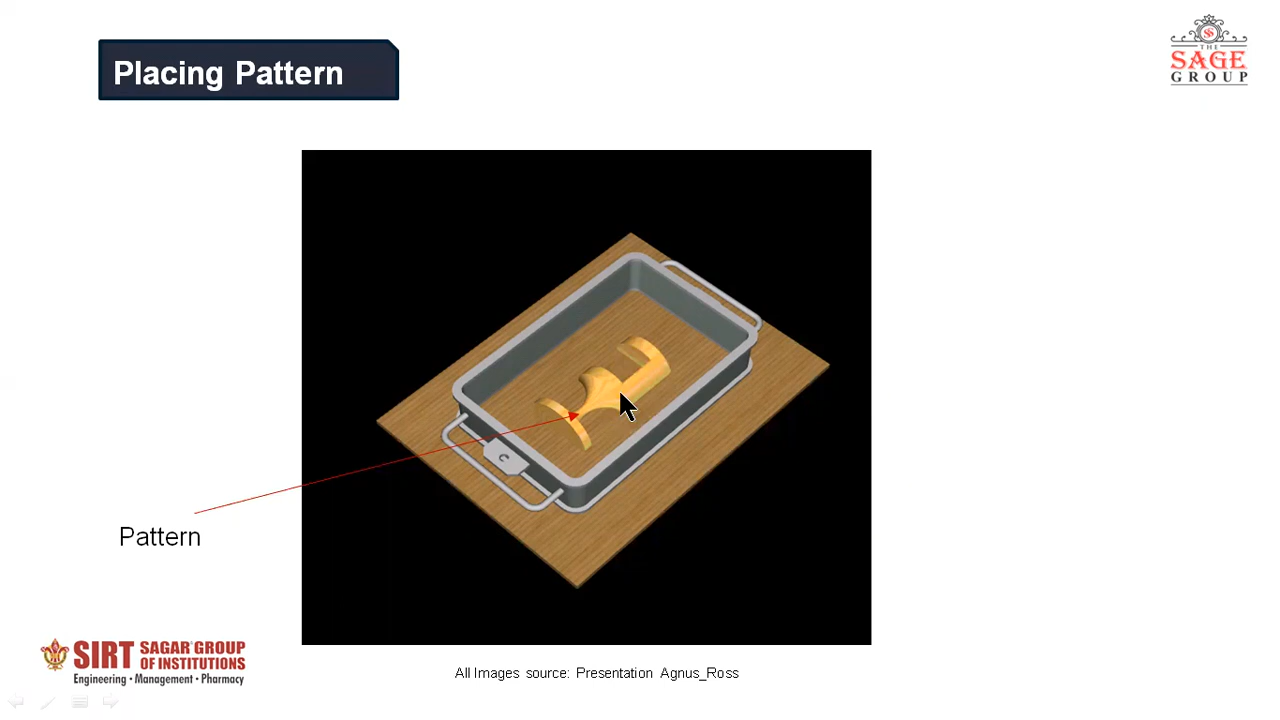 Placing Pattern
THE
SAGE
GROUP
C
Pattern
SIRT SAGAR GROUP
OF INSTITUTIONS
Engineering • Management • Pharmacy
All Images source: Presentation Agnus_Ross